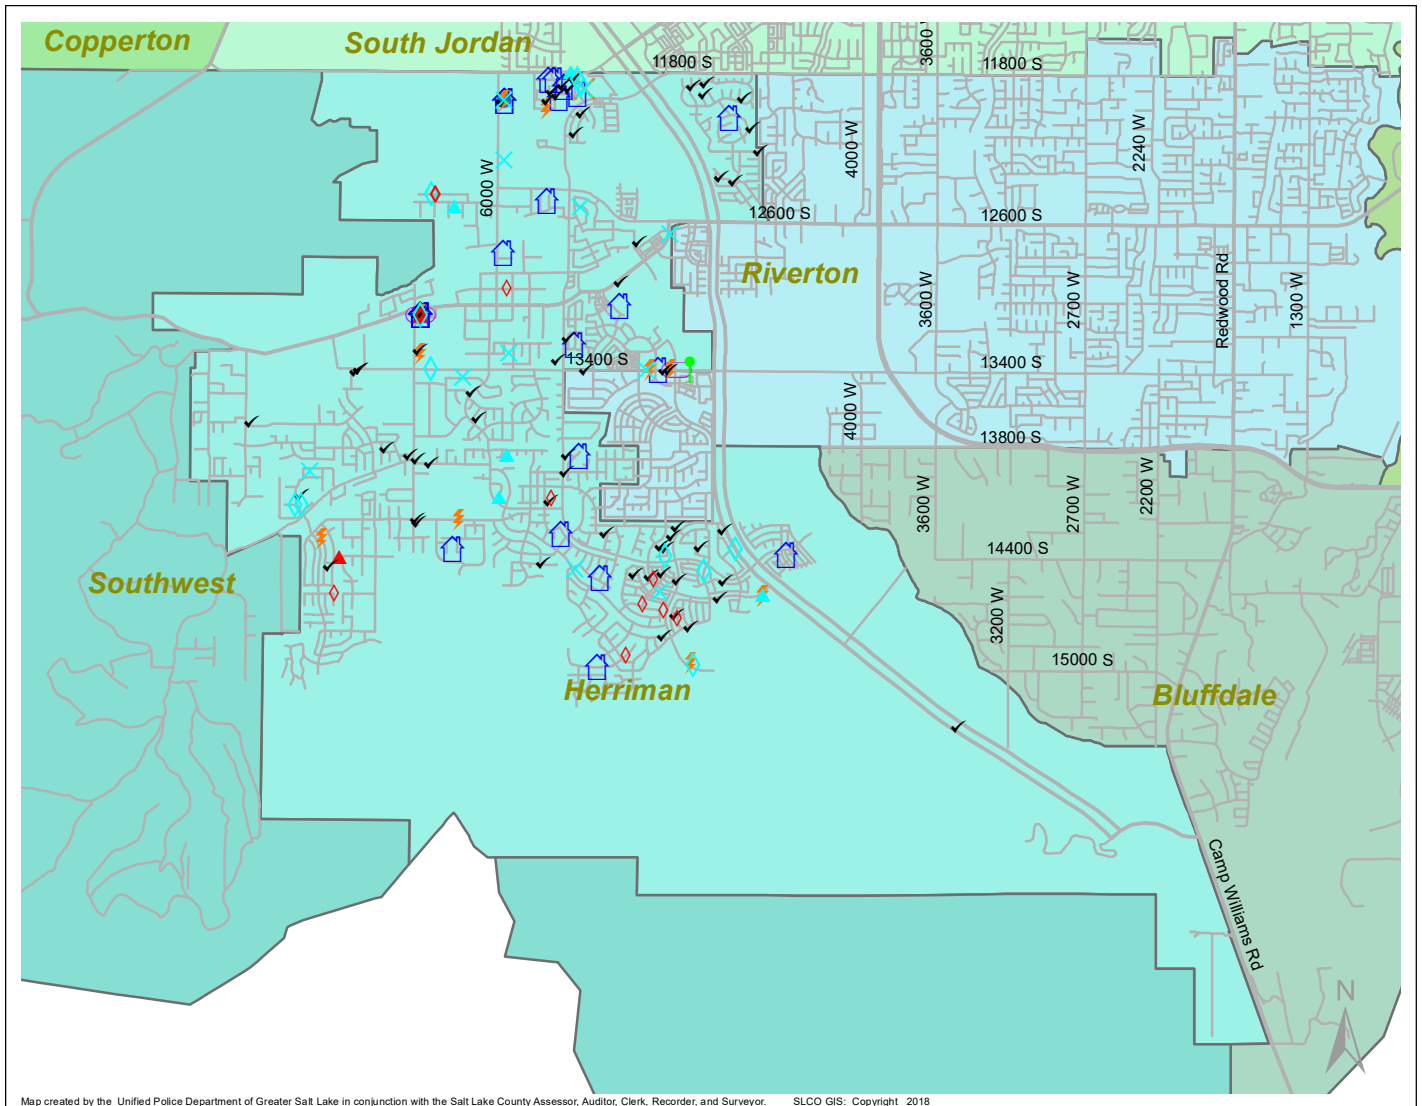 Copperton
South Jordan
3600
11800 S
11800 S
4000 W
2240 W
6000 W
12600 S
12600 S
Riverton
3600 W
2700 W
Redwood Rd
1300 W
13400 S
13400 S
4000 W
13800 S
3600 W
2700 W
2200 W
14400 S
Southwest
3200 W
15000 S
Herriman
Bluffdale
Camp Williams Rd
N
Map created by the Unified Police Department of Greater Salt Lake in conjunction with the Salt Lake County Assessor, Auditor, Clerk, Recorder, and Surveyor. SLCO GIS: Copyright 2018